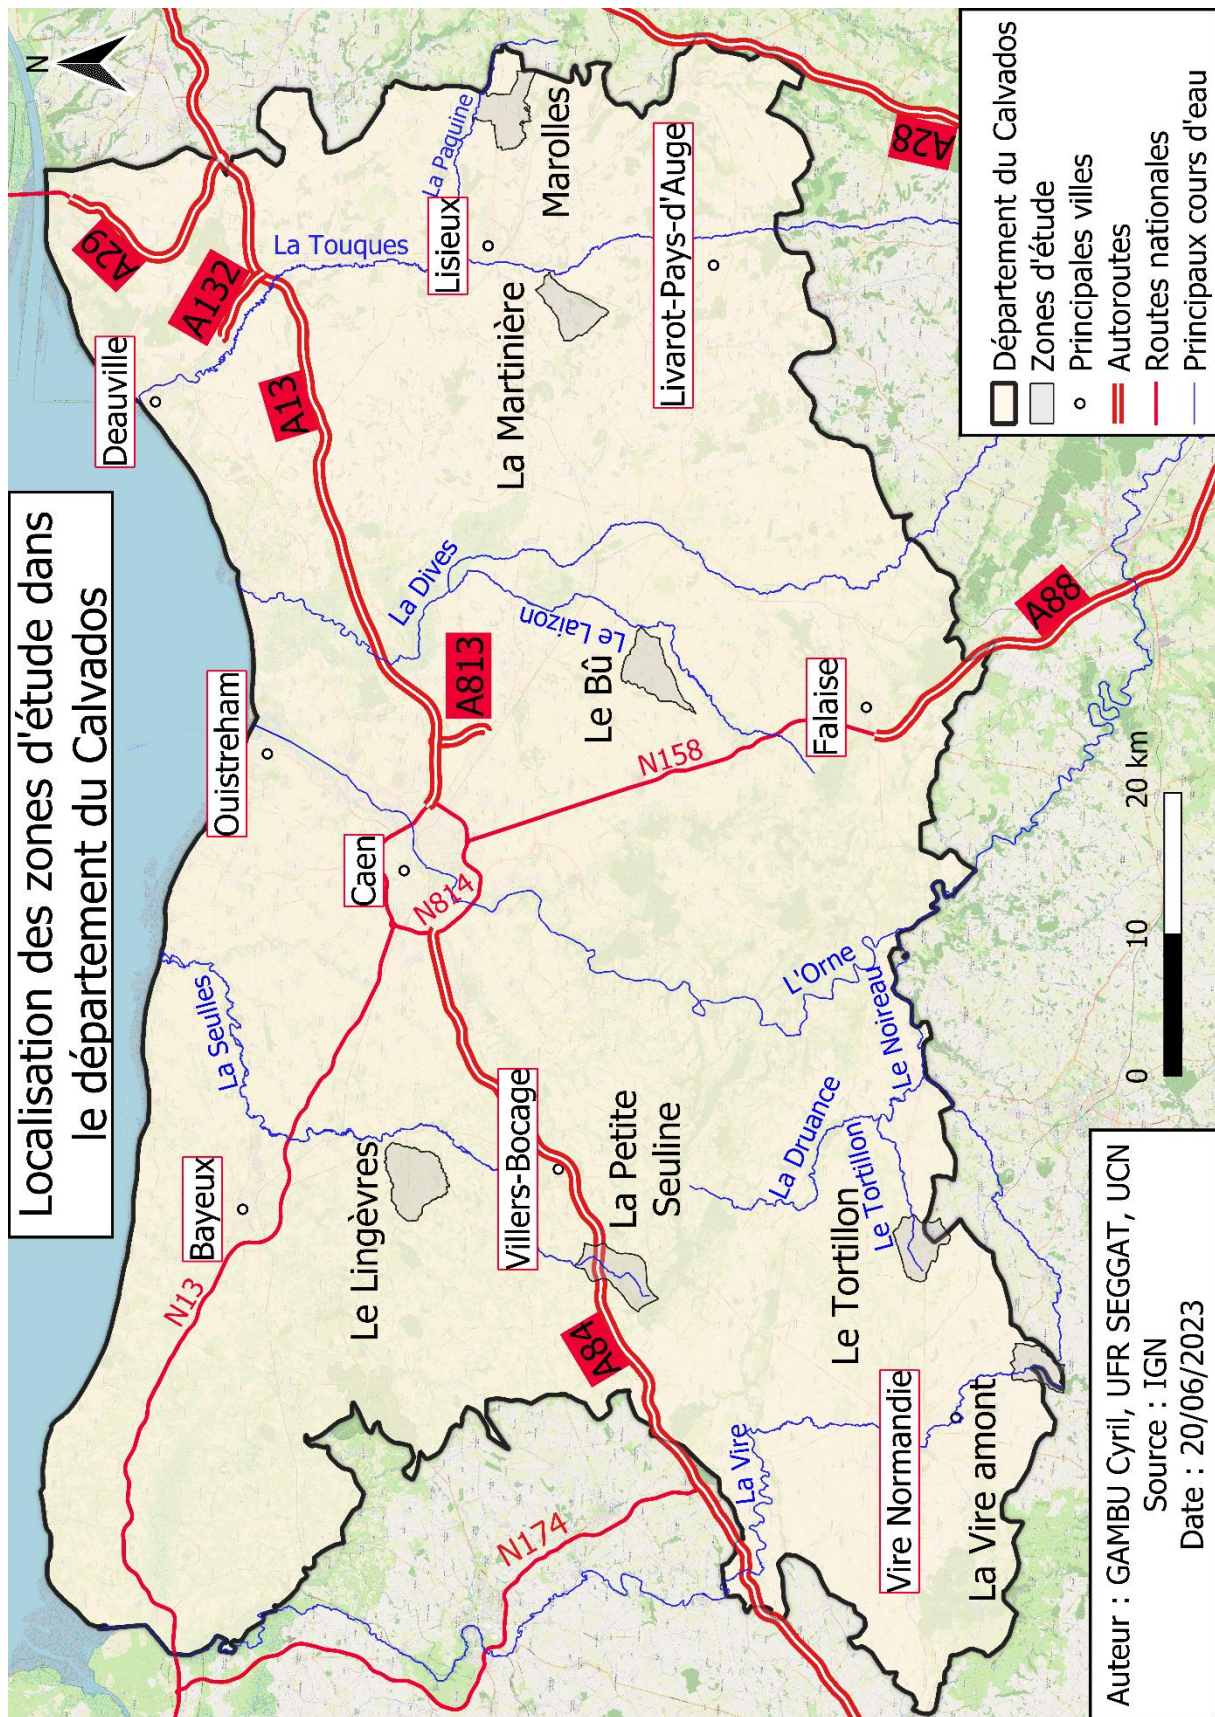 Localisation des zones d'étude dans
le département du Calvados
N
Deauville
Ouistreham
Bayeux
Caen
Lisieux
Villers-Bocage
Livarot-Pays-d'Auge
Falaise
Vire Normandie
Le Lingèvres
La Petite
Seuline
Le Tortillon
La Vire amont
Le Bû
La Martinière
Marolles
N13
N174
N814
N158
A84
A813
A13
A132
A29
A28
A88
La Seulles
La Vire
La Druance
Le Tortillon
Le Noireau
L'Orne
La Dives
Le Laizon
La Touques
La Paquine
0 10 20 km
Auteur : GAMBU Cyril, UFR SEGGAT, UCN
Source : IGN
Date : 20/06/2023
Département du Calvados
Zones d'étude
Principales villes
Autoroutes
Routes nationales
Principaux cours d'eau